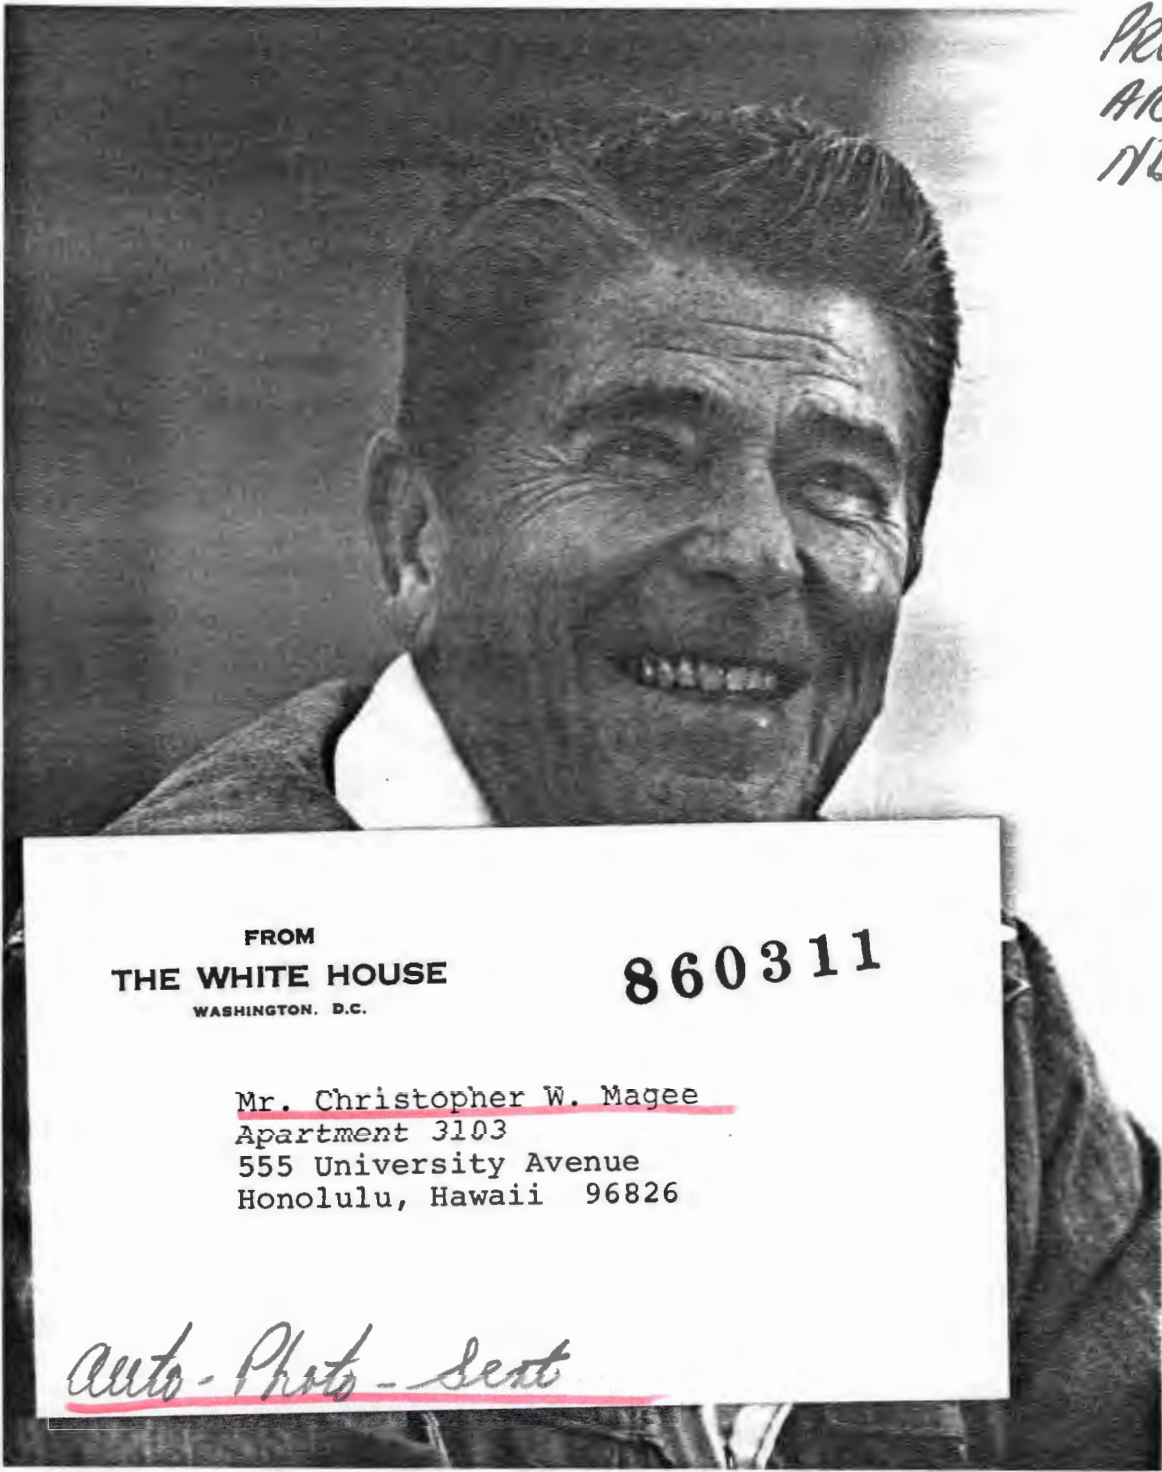 FROM
THE WHITE HOUSE
WASHINGTON, D.C.
860311
Mr. Christopher W. Magee
Apartment 3103
555 University Avenue
Honolulu, Hawaii 96826
Auto-Photo-Sent